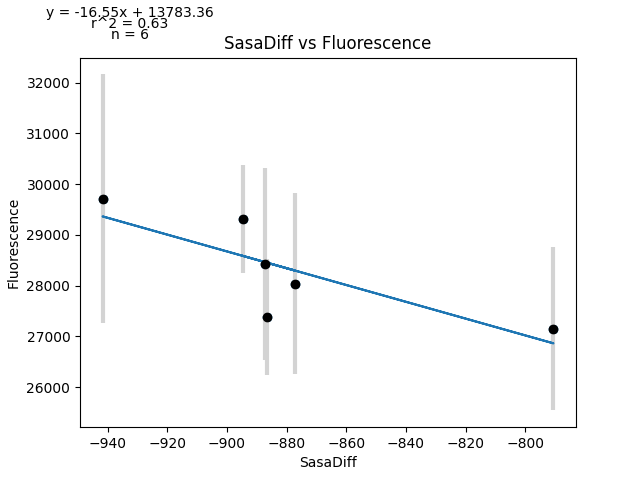 y = -16.55x + 13783.36
r^2 = 0.63
n = 6
SasaDiff vs Fluorescence
32000
31000
30000
29000
28000
27000
26000
Fluorescence
−940 −920 −900 −880 −860 −840 −820 −800
SasaDiff